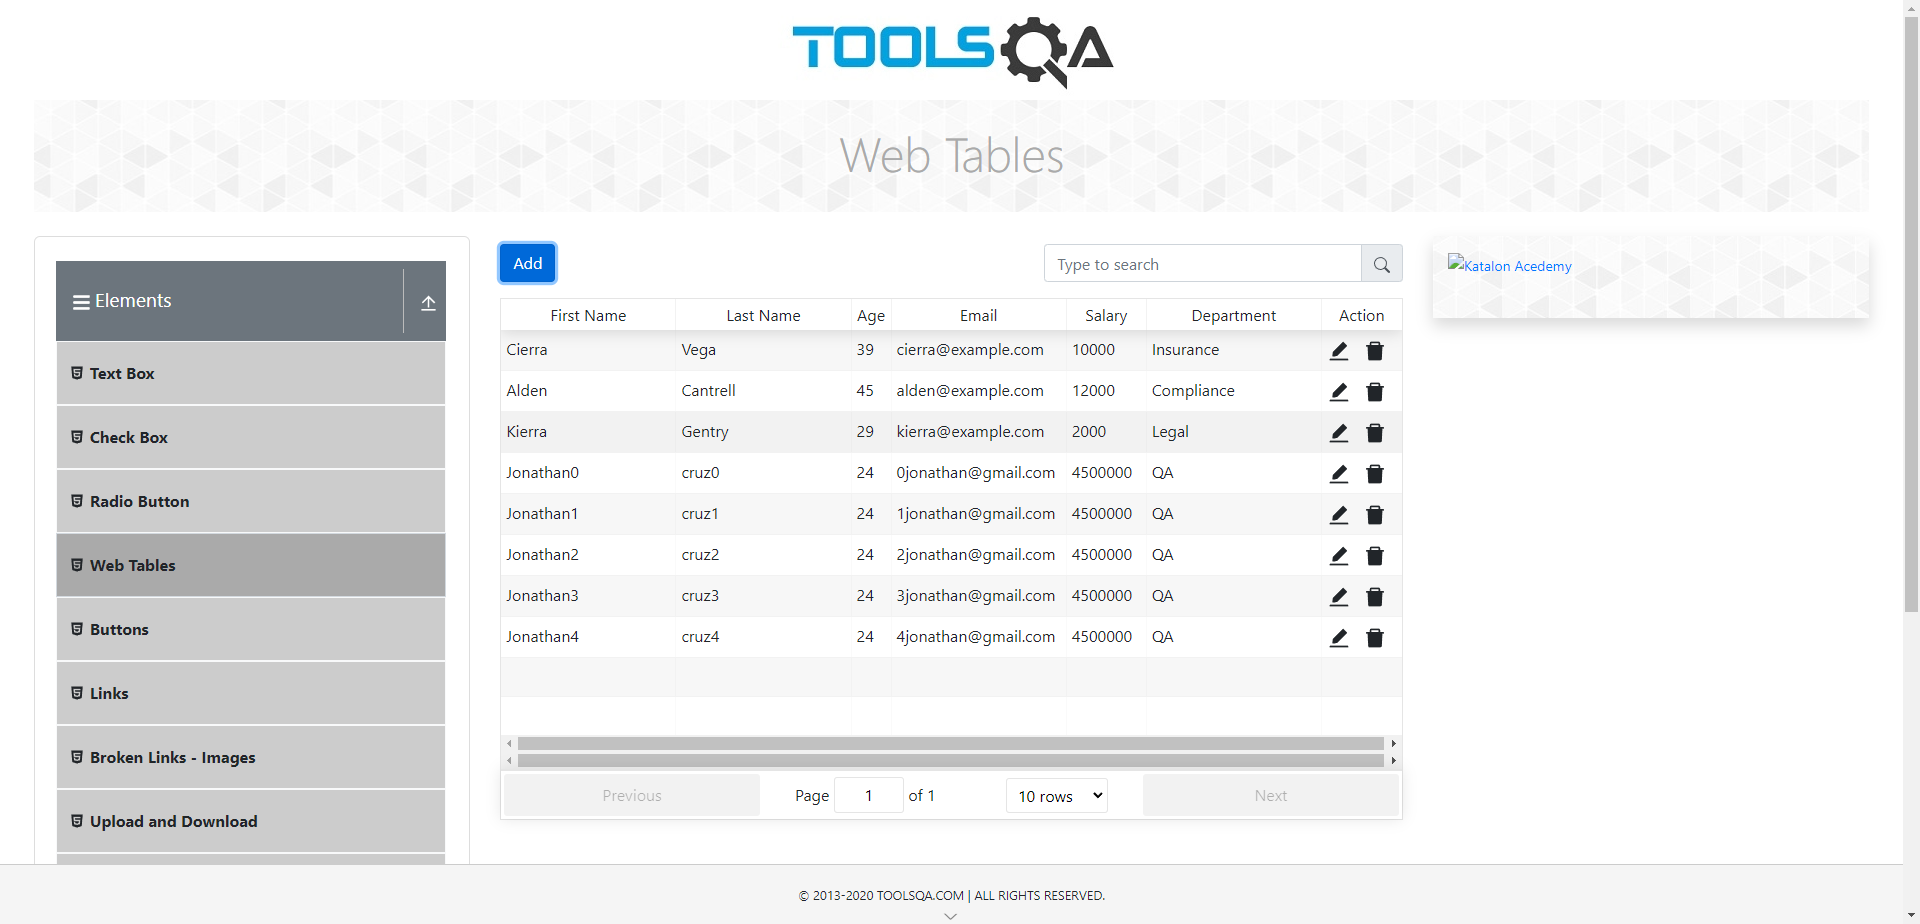 TOOLSQA
Web Tables
Elements
Text Box
Check Box
Radio Button
Web Tables
Buttons
Links
Broken Links - Images
Upload and Download
Add
Type to search
First Name Last Name Age Email Salary Department Action
Cierra Vega 39 cierra@example.com 10000 Insurance
Alden Cantrell 45 alden@example.com 12000 Compliance
Kierra Gentry 29 kierra@example.com 2000 Legal
Jonathan0 cruz0 24 0jonathan@gmail.com 4500000 QA
Jonathan1 cruz1 24 1jonathan@gmail.com 4500000 QA
Jonathan2 cruz2 24 2jonathan@gmail.com 4500000 QA
Jonathan3 cruz3 24 3jonathan@gmail.com 4500000 QA
Jonathan4 cruz4 24 4jonathan@gmail.com 4500000 QA
Previous Page 1 of 1 10 rows Next
Katalon Acedemy
© 2013-2020 TOOLSQA.COM | ALL RIGHTS RESERVED.